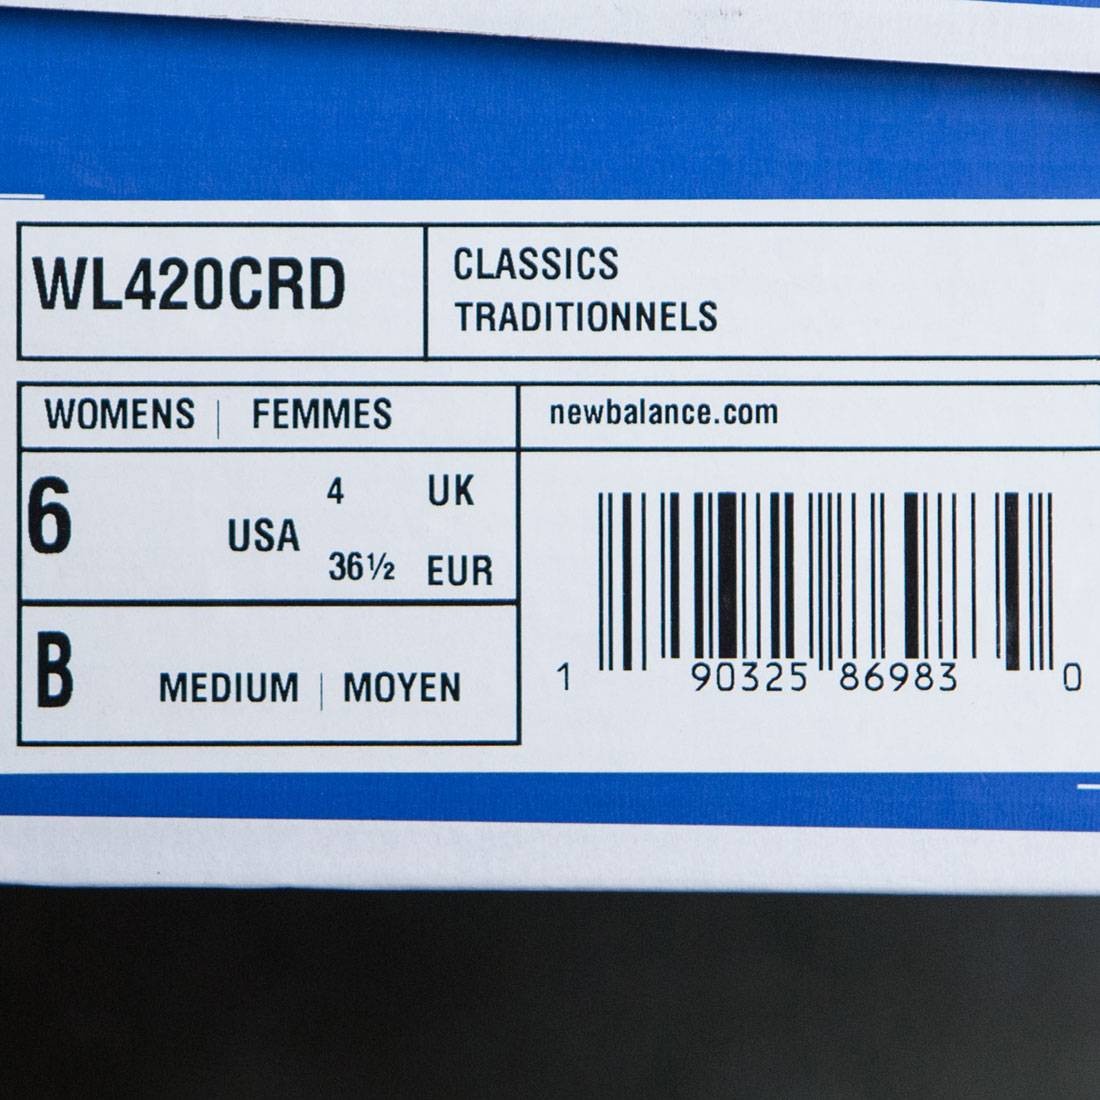 WL420CRD
CLASSICS
TRADITIONNELS
WOMENS | FEMMES
newbalance.com
6 USA
4 UK
36½ EUR
B MEDIUM | MOYEN
1 90325 86983 0